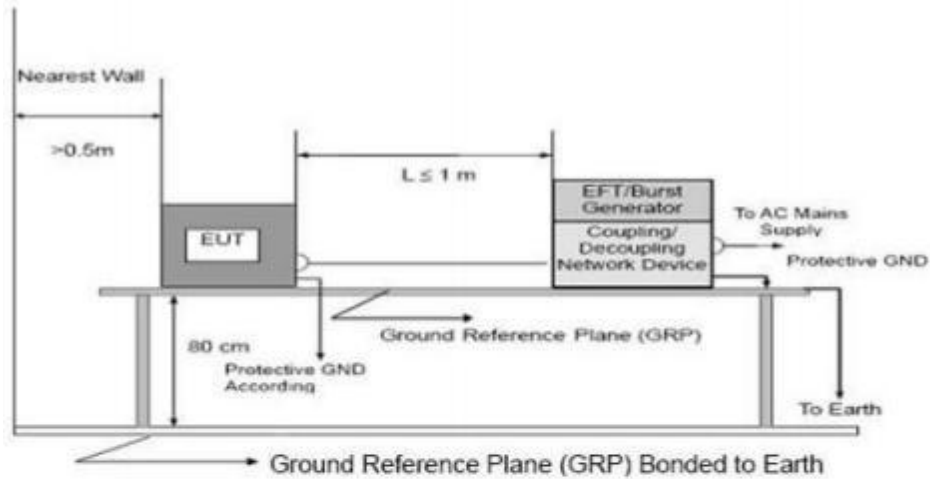 Nearest Wall
>0.5m
L ≤ 1 m
EUT
EFT/Burst
Generator
Coupling/
Decoupling
Network Device
To AC Mains
Supply
Protective GND
Ground Reference Plane (GRP)
80 cm
Protective GND
According
To Earth
Ground Reference Plane (GRP) Bonded to Earth